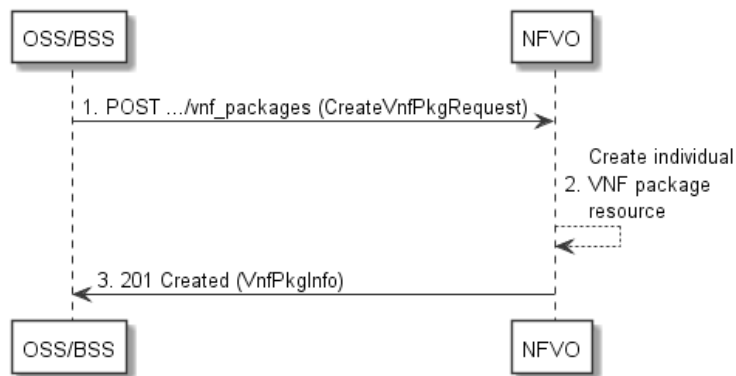 OSS/BSS
NFVO
1. POST .../vnf_packages (CreateVnfPkgRequest)
Create individual
2. VNF package
resource
3. 201 Created (VnfPkgInfo)
OSS/BSS
NFVO